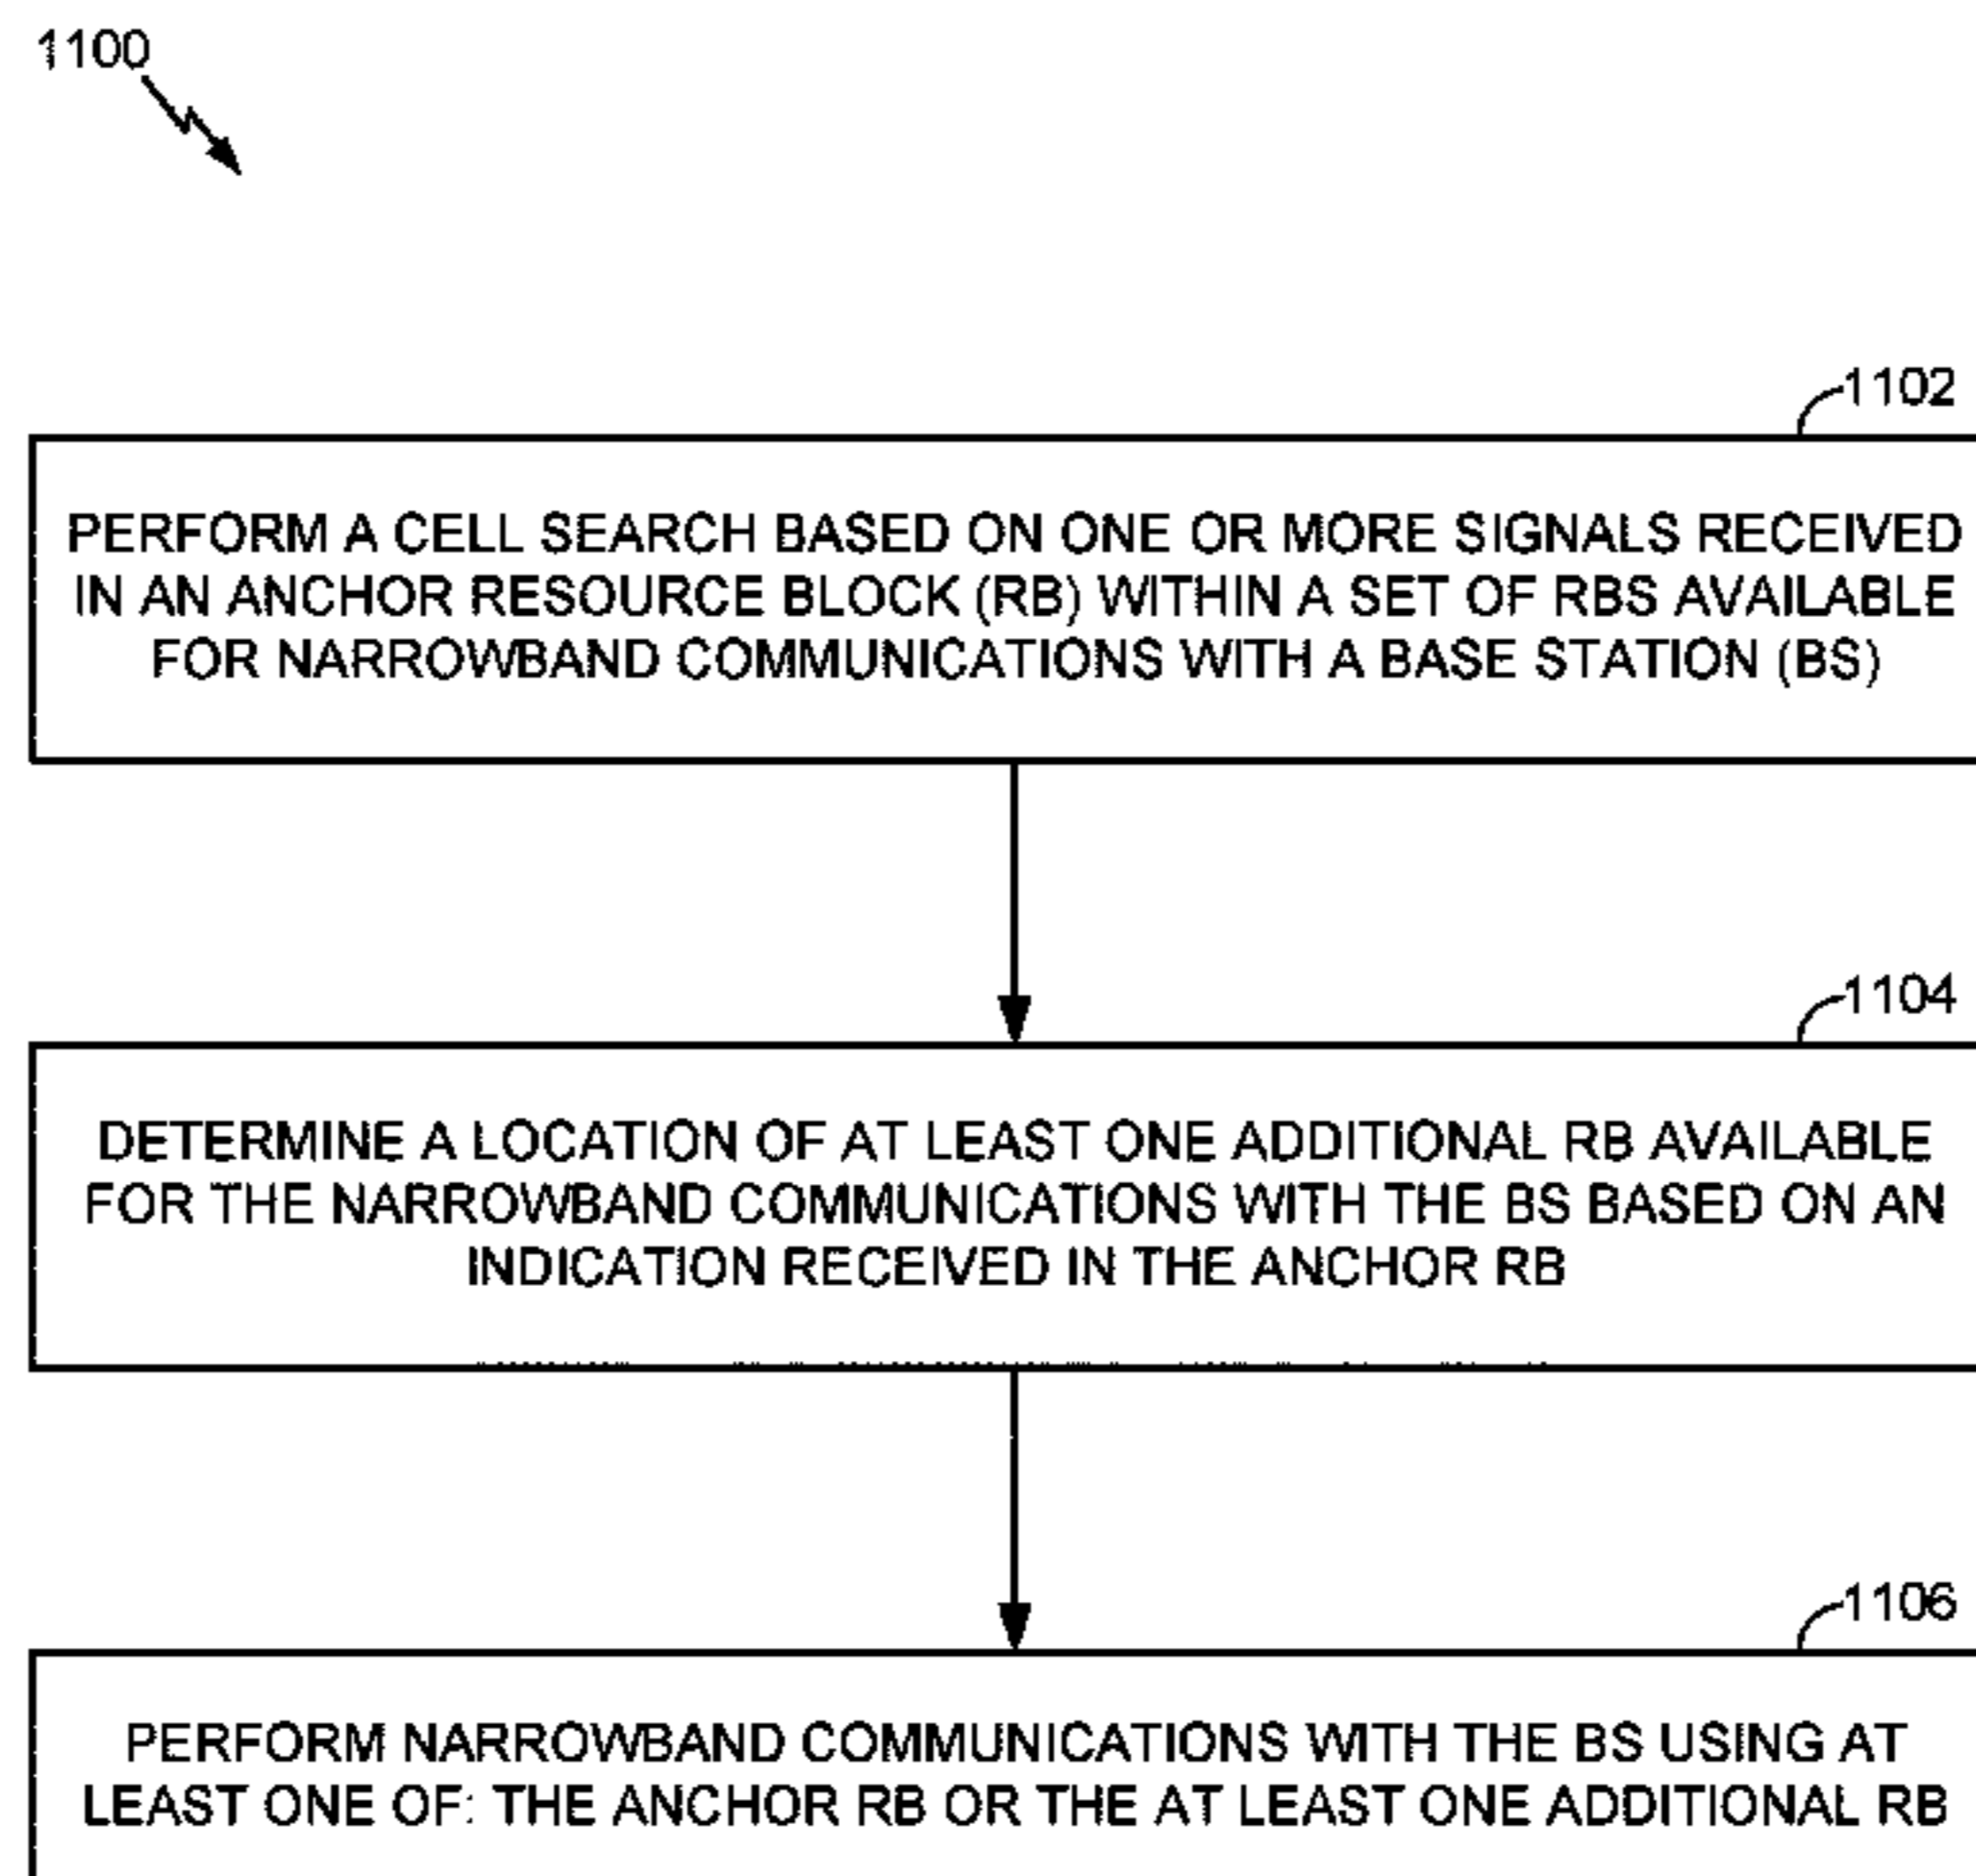 1100
1102
PERFORM A CELL SEARCH BASED ON ONE OR MORE SIGNALS RECEIVED
IN AN ANCHOR RESOURCE BLOCK (RB) WITHIN A SET OF RBS AVAILABLE
FOR NARROWBAND COMMUNICATIONS WITH A BASE STATION (BS)
1104
DETERMINE A LOCATION OF AT LEAST ONE ADDITIONAL RB AVAILABLE
FOR THE NARROWBAND COMMUNICATIONS WITH THE BS BASED ON AN
INDICATION RECEIVED IN THE ANCHOR RB
1106
PERFORM NARROWBAND COMMUNICATIONS WITH THE BS USING AT
LEAST ONE OF: THE ANCHOR RB OR THE AT LEAST ONE ADDITIONAL RB